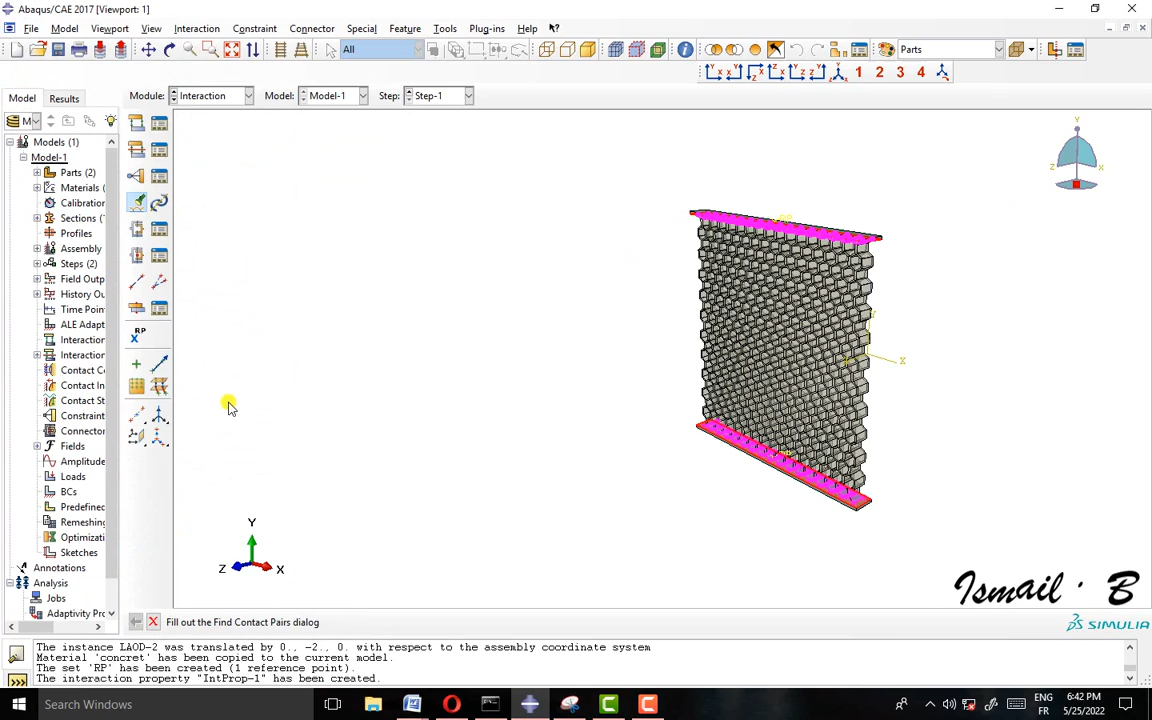 Abaqus/CAE 2017 [Viewport: 1]
File Model Viewport View Interaction Constraint Connector Special Feature Tools Plug-ins Help
All Parts
1 2 3 4
Model Results Module: Interaction Model: Model-1 Step: Step-1
M
Models (1)
Model-1
Parts (2)
Materials (
Calibration
Sections (1
Profiles
Assembly
Steps (2)
Field Outp
History Ou
Time Poin
ALE Adapt
Interaction
Interaction
Contact Co
Contact In
Contact St
Constraint
Connector
Fields
Amplitude
Loads
BCs
Predefined
Remeshing
Optimizati
Sketches
Annotations
Analysis
Jobs
Adaptivity Pro
RP
X
Y
Z X
Y
Z X
RP
X
Ismail · B
SIMULIA
Fill out the Find Contact Pairs dialog
The instance LAOD-2 was translated by 0., -2., 0. with respect to the assembly coordinate system
Material 'concret' has been copied to the current model.
The set 'RP' has been created (1 reference point).
The interaction property "IntProp-1" has been created.
Search Windows
ENG
FR
6:42 PM
5/25/2022